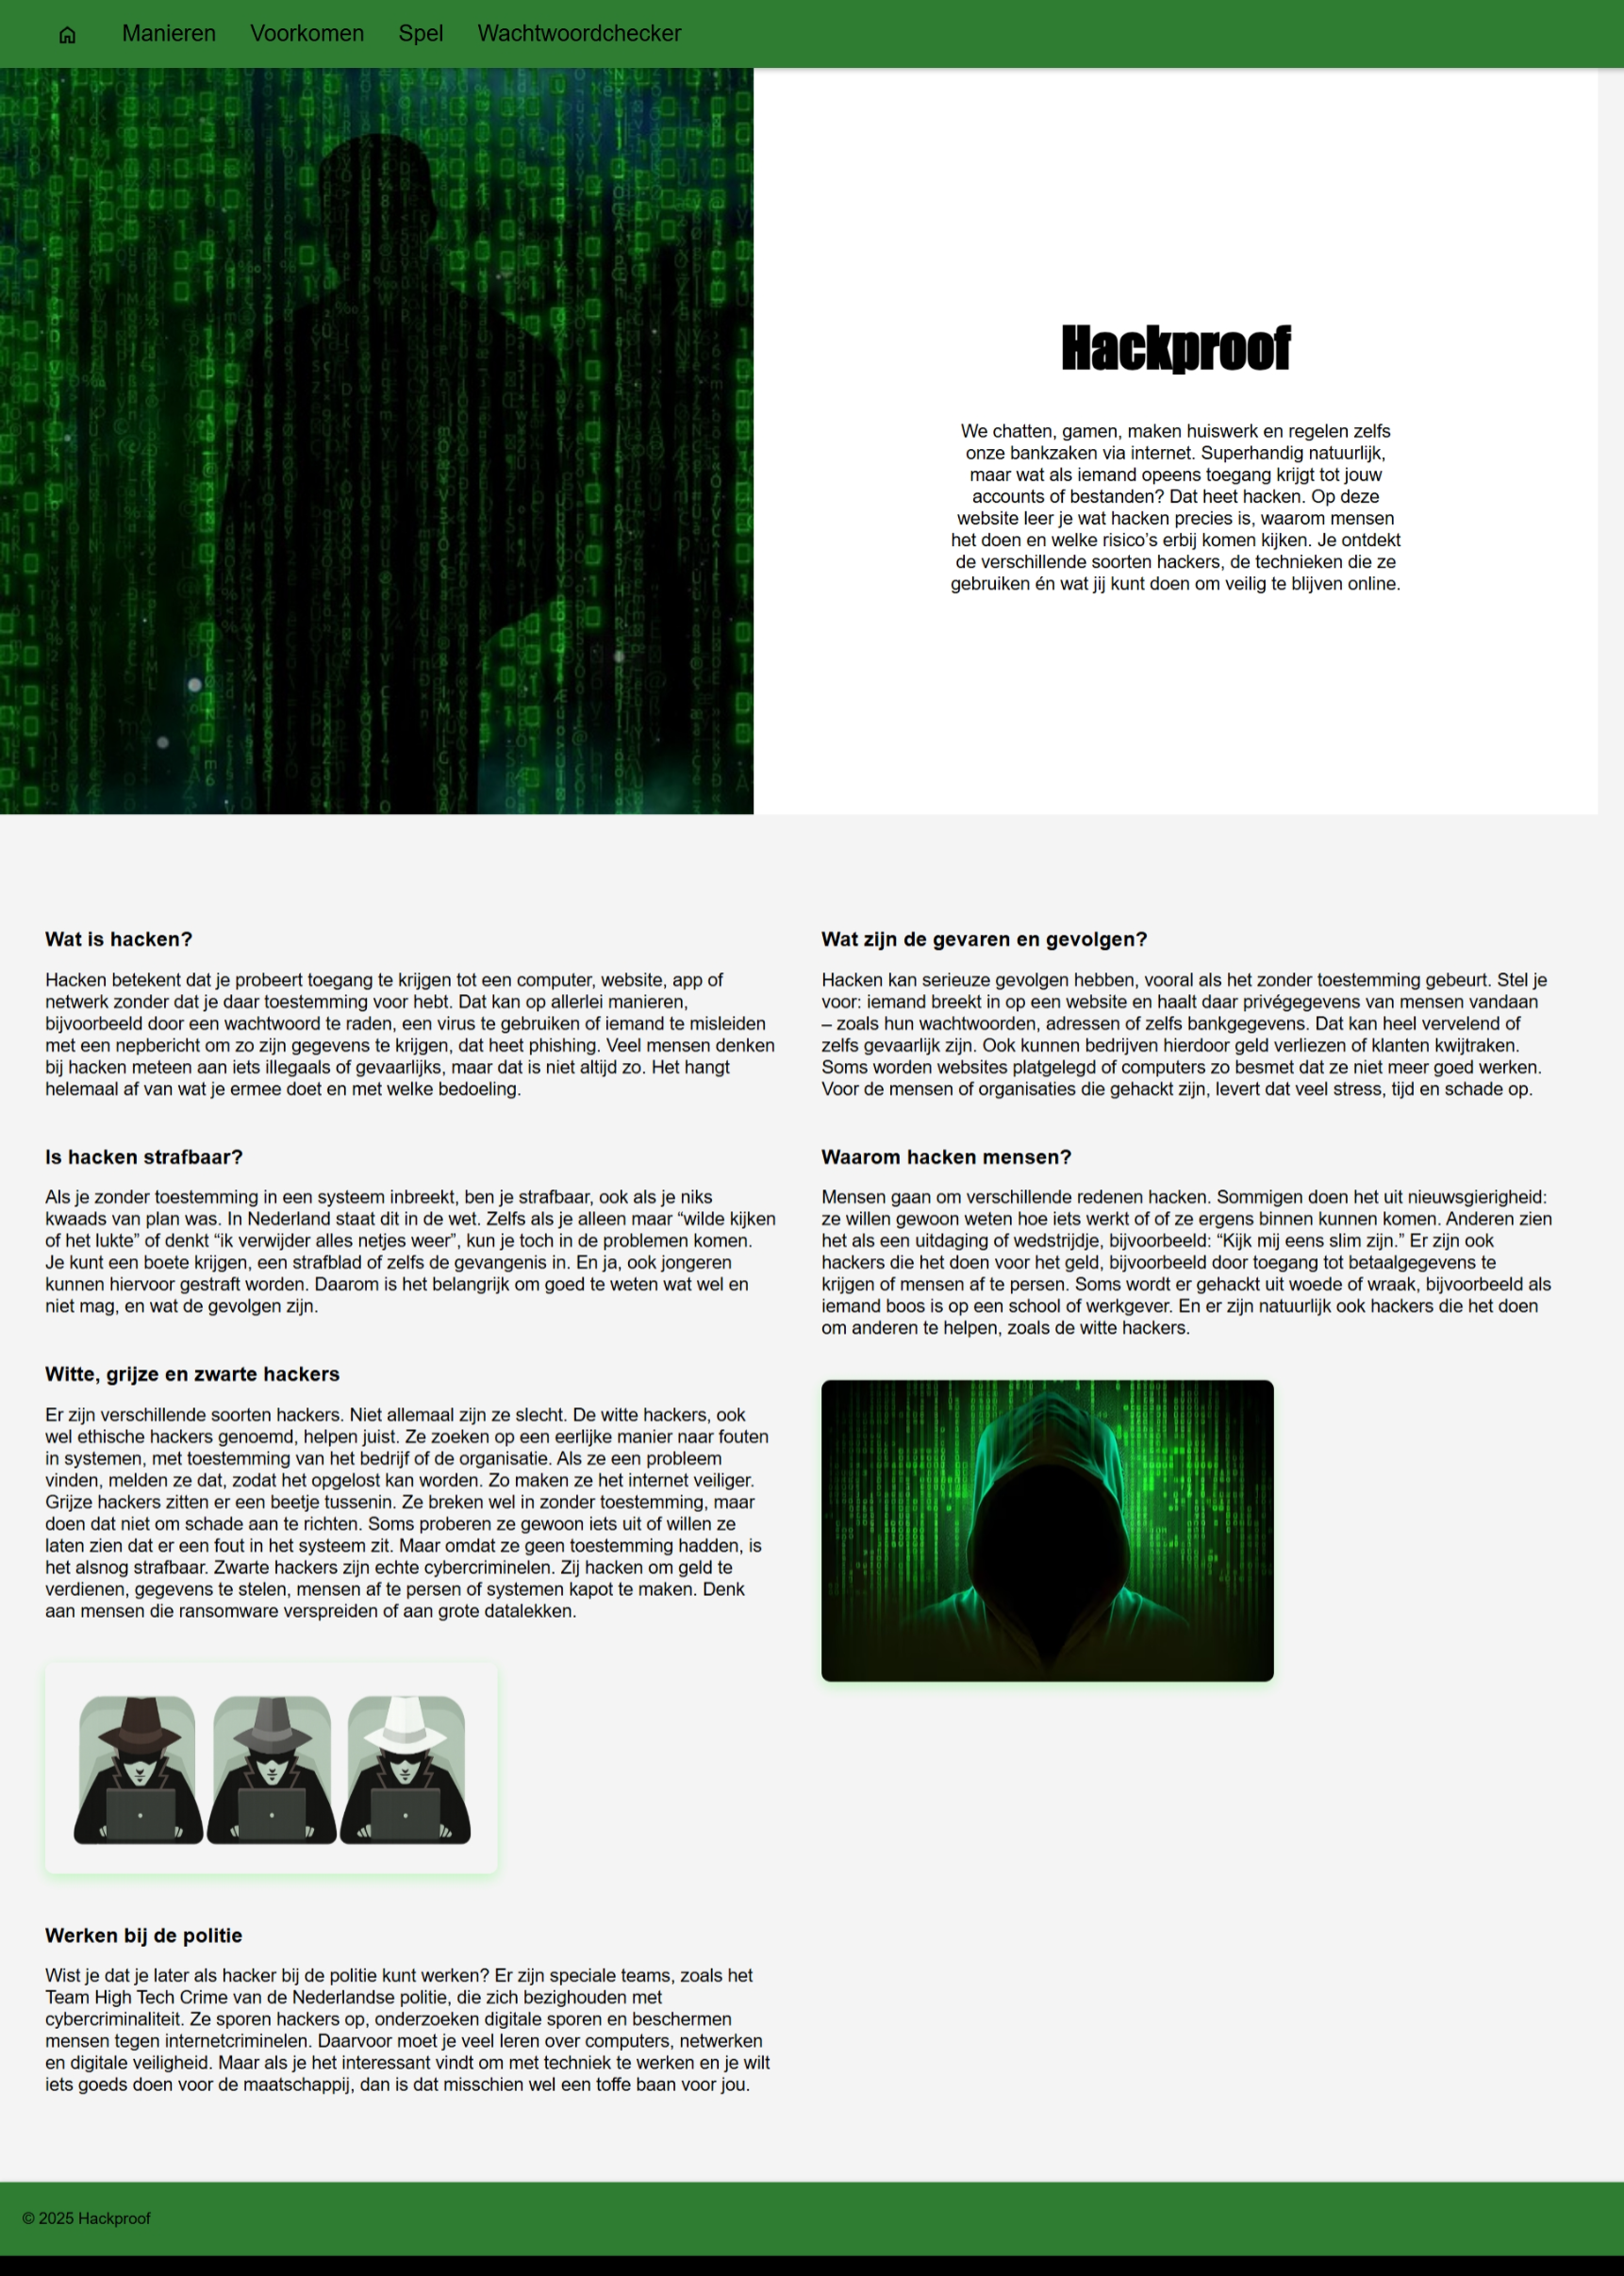 Manieren Voorkomen Spel Wachtwoordchecker
Hackproof
We chatten, gamen, maken huiswerk en regelen zelfs
onze bankzaken via internet. Superhandig natuurlijk,
maar wat als iemand opeens toegang krijgt tot jouw
accounts of bestanden? Dat heet hacken. Op deze
website leer je wat hacken precies is, waarom mensen
het doen en welke risico’s erbij komen kijken. Je ontdekt
de verschillende soorten hackers, de technieken die ze
gebruiken én wat jij kunt doen om veilig te blijven online.
Wat is hacken?
Hacken betekent dat je probeert toegang te krijgen tot een computer, website, app of
netwerk zonder dat je daar toestemming voor hebt. Dat kan op allerlei manieren,
bijvoorbeeld door een wachtwoord te raden, een virus te gebruiken of iemand te misleiden
met een nepbericht om zo zijn gegevens te krijgen, dat heet phishing. Veel mensen denken
bij hacken meteen aan iets illegaals of gevaarlijks, maar dat is niet altijd zo. Het hangt
helemaal af van wat je ermee doet en met welke bedoeling.
Is hacken strafbaar?
Als je zonder toestemming in een systeem inbreekt, ben je strafbaar, ook als je niks
kwaads van plan was. In Nederland staat dit in de wet. Zelfs als je alleen maar “wilde kijken
of het lukte” of denkt “ik verwijder alles netjes weer”, kun je toch in de problemen komen.
Je kunt een boete krijgen, een strafblad of zelfs de gevangenis in. En ja, ook jongeren
kunnen hiervoor gestraft worden. Daarom is het belangrijk om goed te weten wat wel en
niet mag, en wat de gevolgen zijn.
Witte, grijze en zwarte hackers
Er zijn verschillende soorten hackers. Niet allemaal zijn ze slecht. De witte hackers, ook
wel ethische hackers genoemd, helpen juist. Ze zoeken op een eerlijke manier naar fouten
in systemen, met toestemming van het bedrijf of de organisatie. Als ze een probleem
vinden, melden ze dat, zodat het opgelost kan worden. Zo maken ze het internet veiliger.
Grijze hackers zitten er een beetje tussenin. Ze breken wel in zonder toestemming, maar
doen dat niet om schade aan te richten. Soms proberen ze gewoon iets uit of willen ze
laten zien dat er een fout in het systeem zit. Maar omdat ze geen toestemming hadden, is
het alsnog strafbaar. Zwarte hackers zijn echte cybercriminelen. Zij hacken om geld te
verdienen, gegevens te stelen, mensen af te persen of systemen kapot te maken. Denk
aan mensen die ransomware verspreiden of aan grote datalekken.
Werken bij de politie
Wist je dat je later als hacker bij de politie kunt werken? Er zijn speciale teams, zoals het
Team High Tech Crime van de Nederlandse politie, die zich bezighouden met
cybercriminaliteit. Ze sporen hackers op, onderzoeken digitale sporen en beschermen
mensen tegen internetcriminelen. Daarvoor moet je veel leren over computers, netwerken
en digitale veiligheid. Maar als je het interessant vindt om met techniek te werken en je wilt
iets goeds doen voor de maatschappij, dan is dat misschien wel een toffe baan voor jou.
Wat zijn de gevaren en gevolgen?
Hacken kan serieuze gevolgen hebben, vooral als het zonder toestemming gebeurt. Stel je
voor: iemand breekt in op een website en haalt daar privégegevens van mensen vandaan
– zoals hun wachtwoorden, adressen of zelfs bankgegevens. Dat kan heel vervelend of
zelfs gevaarlijk zijn. Ook kunnen bedrijven hierdoor geld verliezen of klanten kwijtraken.
Soms worden websites platgelegd of computers zo besmet dat ze niet meer goed werken.
Voor de mensen of organisaties die gehackt zijn, levert dat veel stress, tijd en schade op.
Waarom hacken mensen?
Mensen gaan om verschillende redenen hacken. Sommigen doen het uit nieuwsgierigheid:
ze willen gewoon weten hoe iets werkt of of ze ergens binnen kunnen komen. Anderen zien
het als een uitdaging of wedstrijdje, bijvoorbeeld: “Kijk mij eens slim zijn.” Er zijn ook
hackers die het doen voor het geld, bijvoorbeeld door toegang tot betaalgegevens te
krijgen of mensen af te persen. Soms wordt er gehackt uit woede of wraak, bijvoorbeeld als
iemand boos is op een school of werkgever. En er zijn natuurlijk ook hackers die het doen
om anderen te helpen, zoals de witte hackers.
© 2025 Hackproof